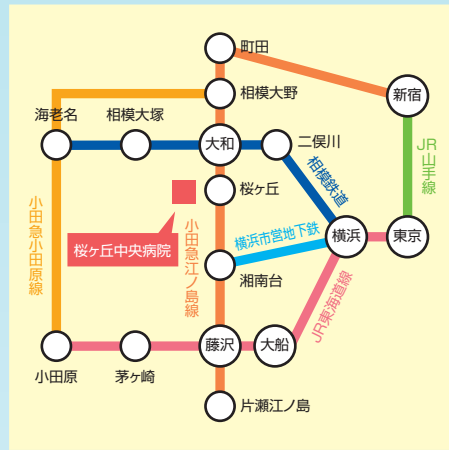 町田
新宿
相模大野
海老名
相模大塚
大和
二俣川
JR山手線
相模鉄道
桜ヶ丘
小田急小田原線
小田急江ノ島線
桜ヶ丘中央病院
横浜市営地下鉄
横浜
東京
湘南台
JR東海道線
藤沢
大船
小田原
茅ヶ崎
片瀬江ノ島